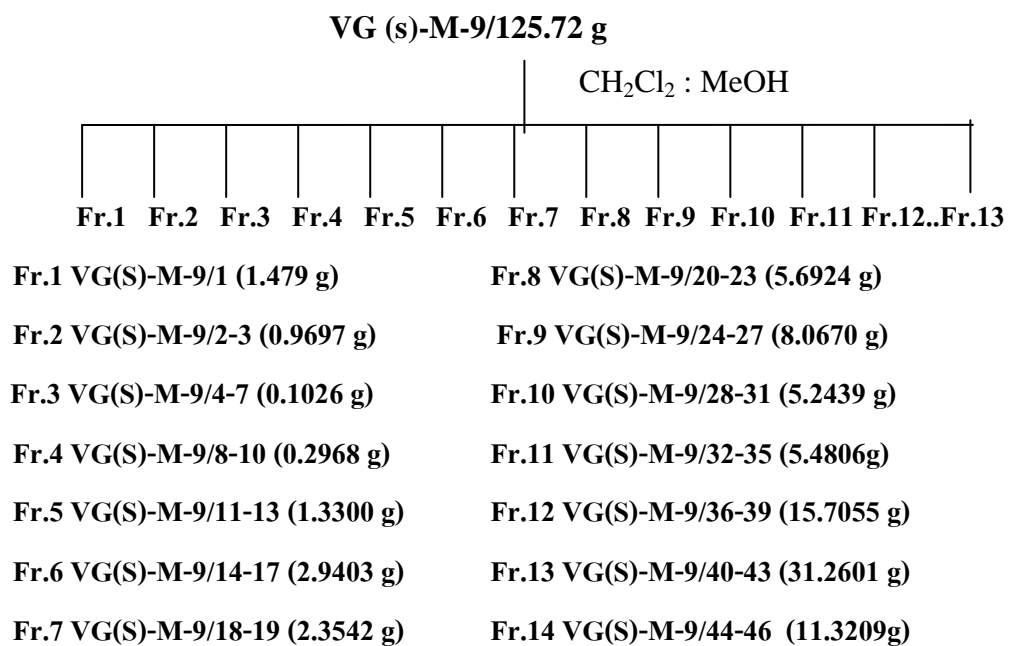 VG (s)-M-9/125.72 g
CH₂Cl₂ : MeOH
Fr.1 Fr.2 Fr.3 Fr.4 Fr.5 Fr.6 Fr.7 Fr.8 Fr.9 Fr.10 Fr.11 Fr.12..Fr.13
Fr.1 VG(S)-M-9/1 (1.479 g) Fr.8 VG(S)-M-9/20-23 (5.6924 g)
Fr.2 VG(S)-M-9/2-3 (0.9697 g) Fr.9 VG(S)-M-9/24-27 (8.0670 g)
Fr.3 VG(S)-M-9/4-7 (0.1026 g) Fr.10 VG(S)-M-9/28-31 (5.2439 g)
Fr.4 VG(S)-M-9/8-10 (0.2968 g) Fr.11 VG(S)-M-9/32-35 (5.4806g)
Fr.5 VG(S)-M-9/11-13 (1.3300 g) Fr.12 VG(S)-M-9/36-39 (15.7055 g)
Fr.6 VG(S)-M-9/14-17 (2.9403 g) Fr.13 VG(S)-M-9/40-43 (31.2601 g)
Fr.7 VG(S)-M-9/18-19 (2.3542 g) Fr.14 VG(S)-M-9/44-46 (11.3209g)